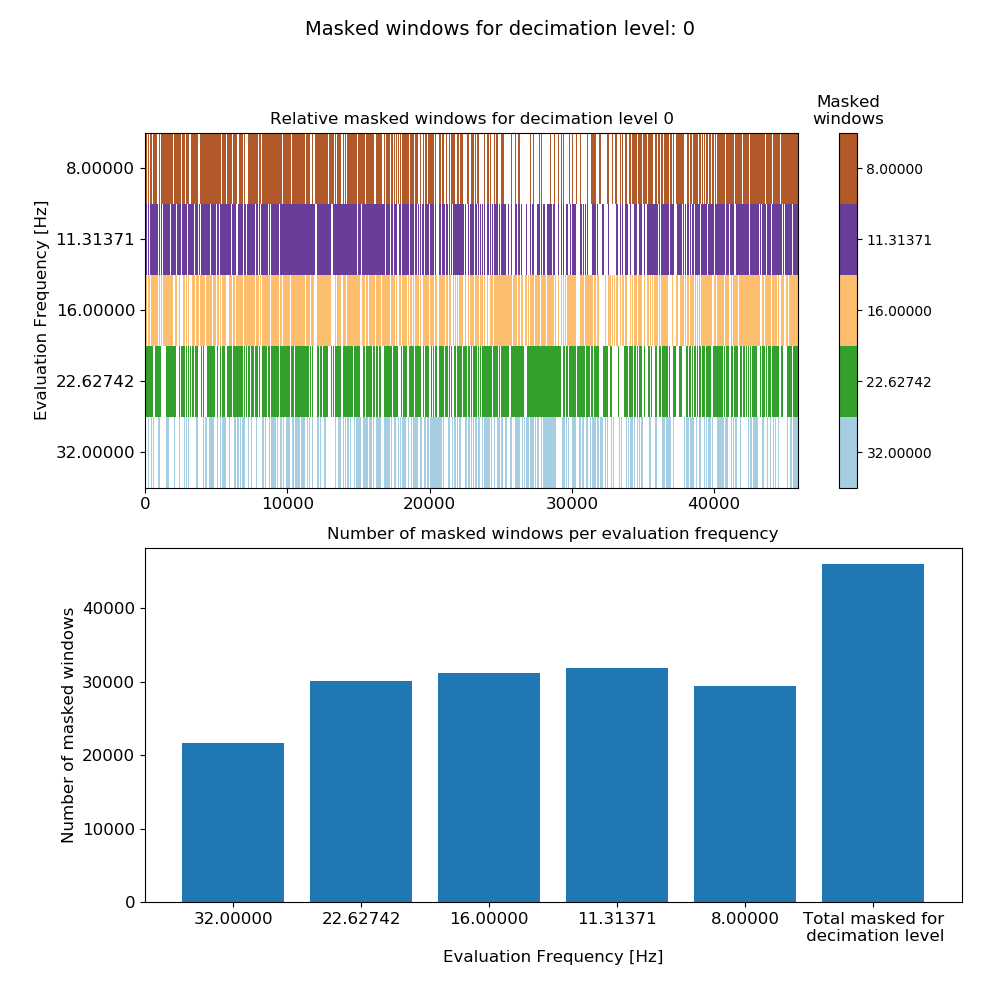 Masked windows for decimation level: 0
Relative masked windows for decimation level 0
Masked
windows
Evaluation Frequency [Hz]
8.00000
11.31371
16.00000
22.62742
32.00000
0 10000 20000 30000 40000
8.00000
11.31371
16.00000
22.62742
32.00000
Number of masked windows per evaluation frequency
Number of masked windows
40000
30000
20000
10000
0
32.00000 22.62742 16.00000 11.31371 8.00000 Total masked for
decimation level
Evaluation Frequency [Hz]